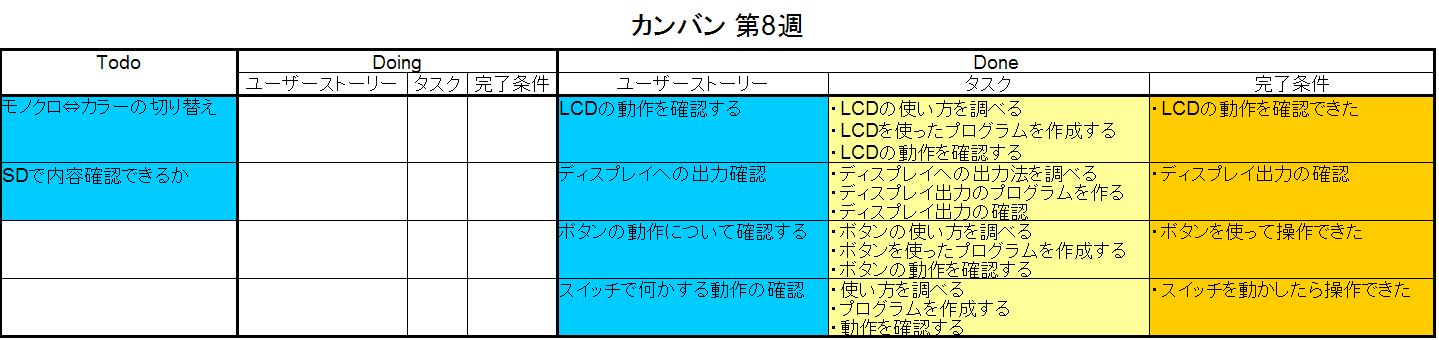 カンバン 第8週
Todo Doing Done
ユーザーストーリー タスク 完了条件 ユーザーストーリー タスク 完了条件
モノクロ⇔カラーの切り替え LCDの動作を確認する ・LCDの使い方を調べる ・LCDの動作を確認できた
・LCDを使ったプログラムを作成する
・LCDの動作を確認する
SDで内容確認できるか ディスプレイへの出力確認 ・ディスプレイへの出力法を調べる ・ディスプレイ出力の確認
・ディスプレイ出力のプログラムを作る
・ディスプレイ出力の確認
ボタンの動作について確認する ・ボタンの使い方を調べる ・ボタンを使って操作できた
・ボタンを使ったプログラムを作成する
・ボタンの動作を確認する
スイッチで何かする動作の確認 ・使い方を調べる ・スイッチを動かしたら操作できた
・プログラムを作成する
・動作を確認する